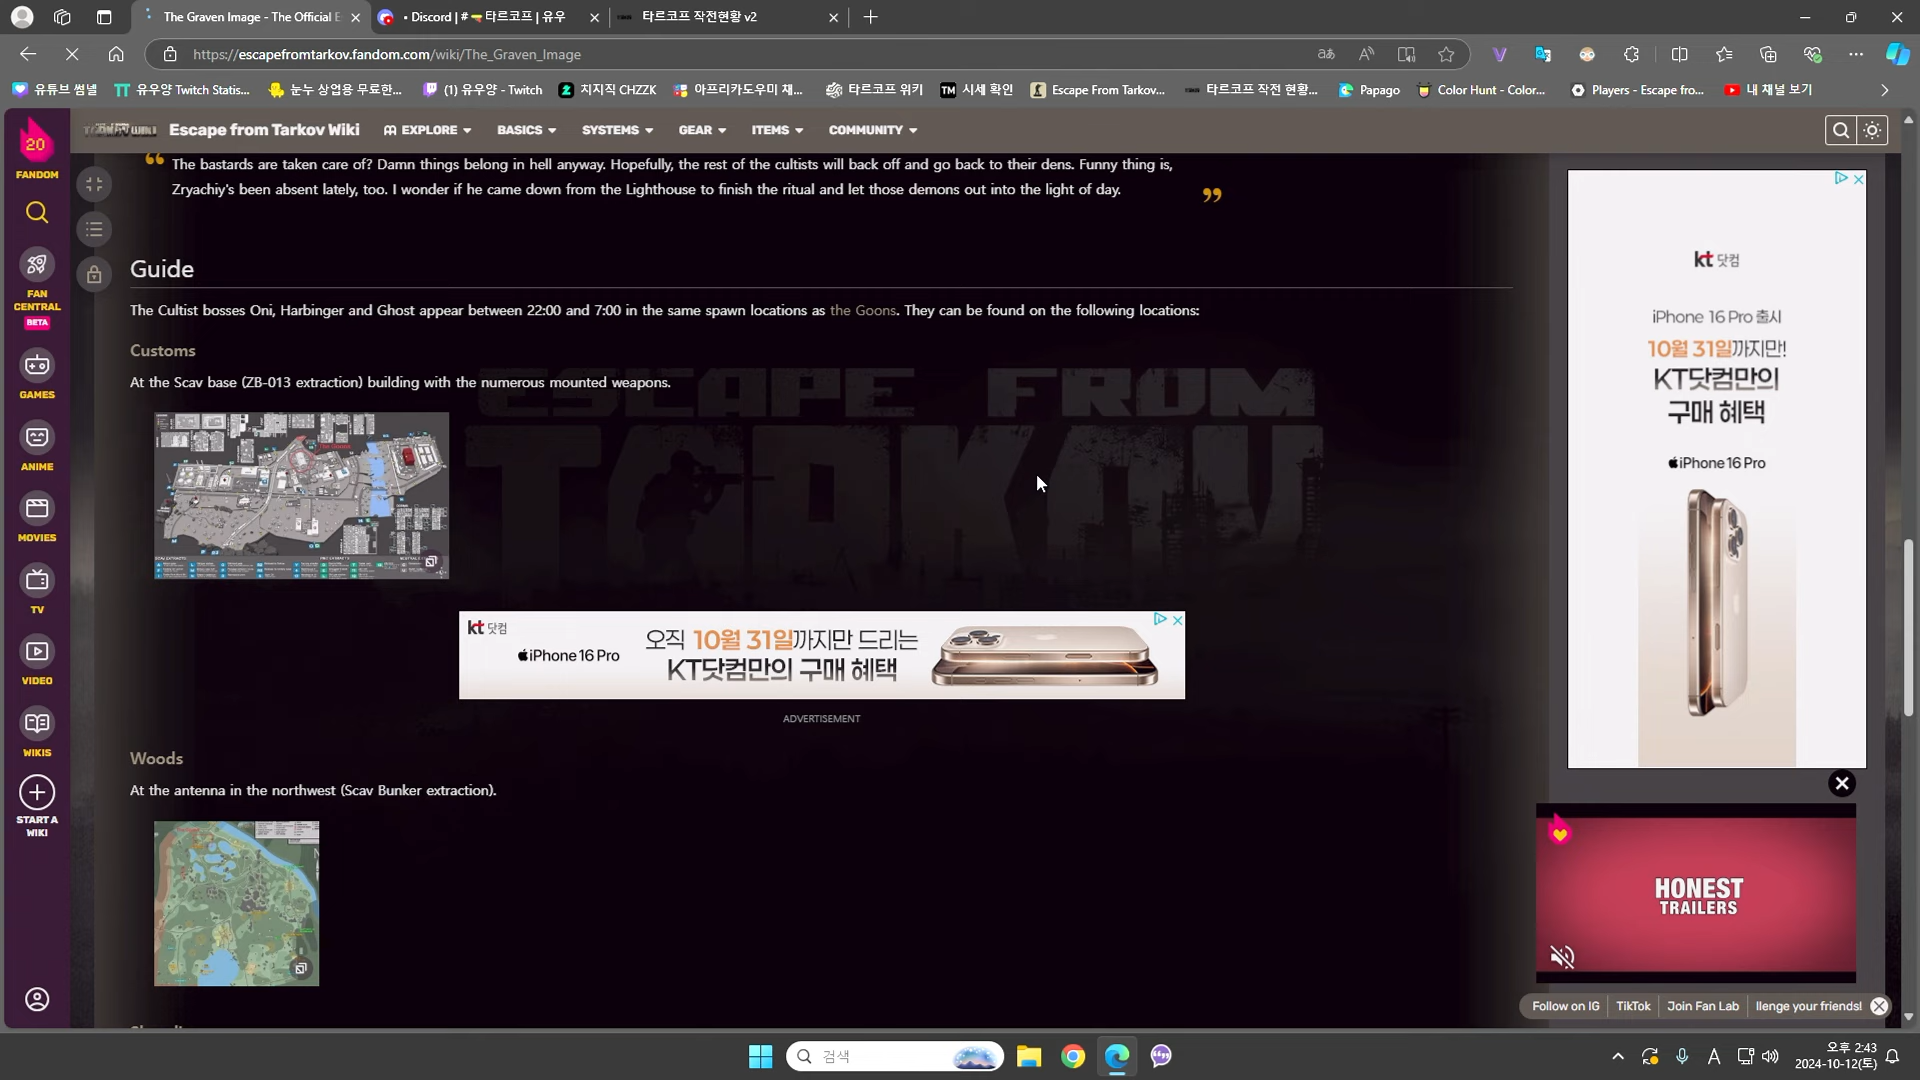 The Graven Image - The Official E
• Discord | # 타르코프 | 유우
타르코프 작전현황 v2
https://escapefromtarkov.fandom.com/wiki/The_Graven_Image
유튜브 썸넬
유우양 Twitch Statis...
눈누 상업용 무료한...
(1) 유우양 - Twitch
치지직 CHZZK
아프리카도우미 채...
타르코프 위키
TM 시세 확인
Escape From Tarkov...
타르코프 작전 현황...
Papago
Color Hunt - Color...
Players - Escape fro...
내 채널 보기
20
FANDOM
Escape from Tarkov Wiki
EXPLORE
BASICS
SYSTEMS
GEAR
ITEMS
COMMUNITY
FAN CENTRAL
BETA
GAMES
ANIME
MOVIES
TV
VIDEO
WIKIS
START A
WIKI
“ The bastards are taken care of? Damn things belong in hell anyway. Hopefully, the rest of the cultists will back off and go back to their dens. Funny thing is,
Zryachiy's been absent lately, too. I wonder if he came down from the Lighthouse to finish the ritual and let those demons out into the light of day. ”
Guide
The Cultist bosses Oni, Harbinger and Ghost appear between 22:00 and 7:00 in the same spawn locations as the Goons. They can be found on the following locations:
Customs
At the Scav base (ZB-013 extraction) building with the numerous mounted weapons.
ESCAPE FROM
TARKOV
kt 닷컴
iPhone 16 Pro
오직 10월 31일까지만 드리는
KT닷컴만의 구매 혜택
ADVERTISEMENT
Woods
At the antenna in the northwest (Scav Bunker extraction).
kt 닷컴
iPhone 16 Pro 출시
10월 31일까지만!
KT닷컴만의
구매 혜택
iPhone 16 Pro
HONEST
TRAILERS
Follow on IG
TikTok
Join Fan Lab
llenge your friends!
검색
A
오후 2:43
2024-10-12(토)